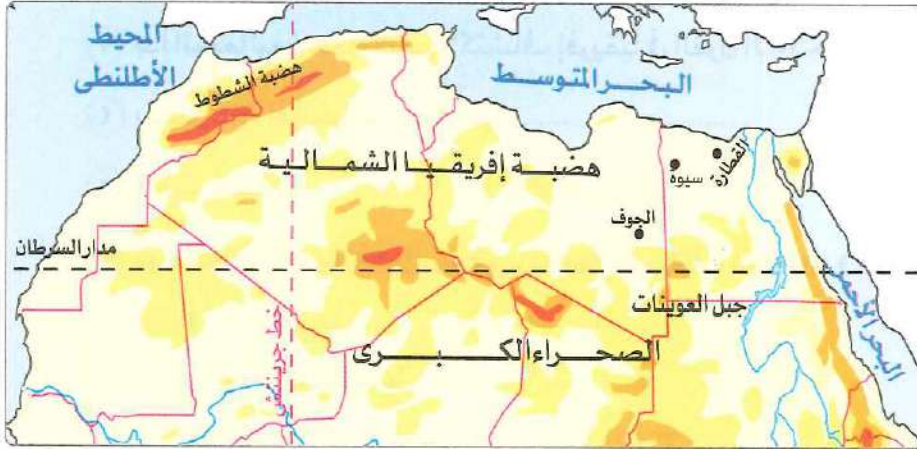 المحيط
الأطلنطى
هضبة الشطوط
البحر المتوسط
هضبة إفريقيا الشمالية
القطارة
سيوه
الجوف
مدار السرطان
جبل العوينات
البحر الأحمر
الصحراء الكبرى
خط جرينتش